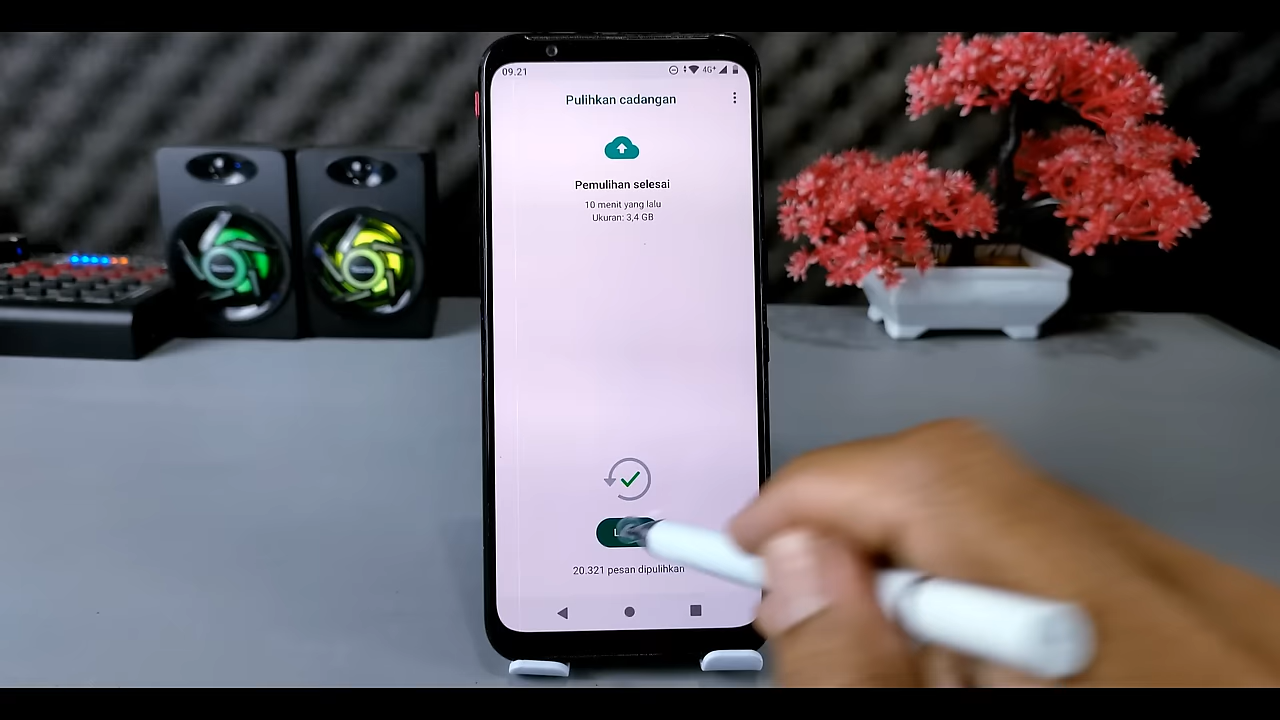 09.21
4G+
Pulihkan cadangan
Pemulihan selesai
10 menit yang lalu
Ukuran: 3,4 GB
20.321 pesan dipulihkan